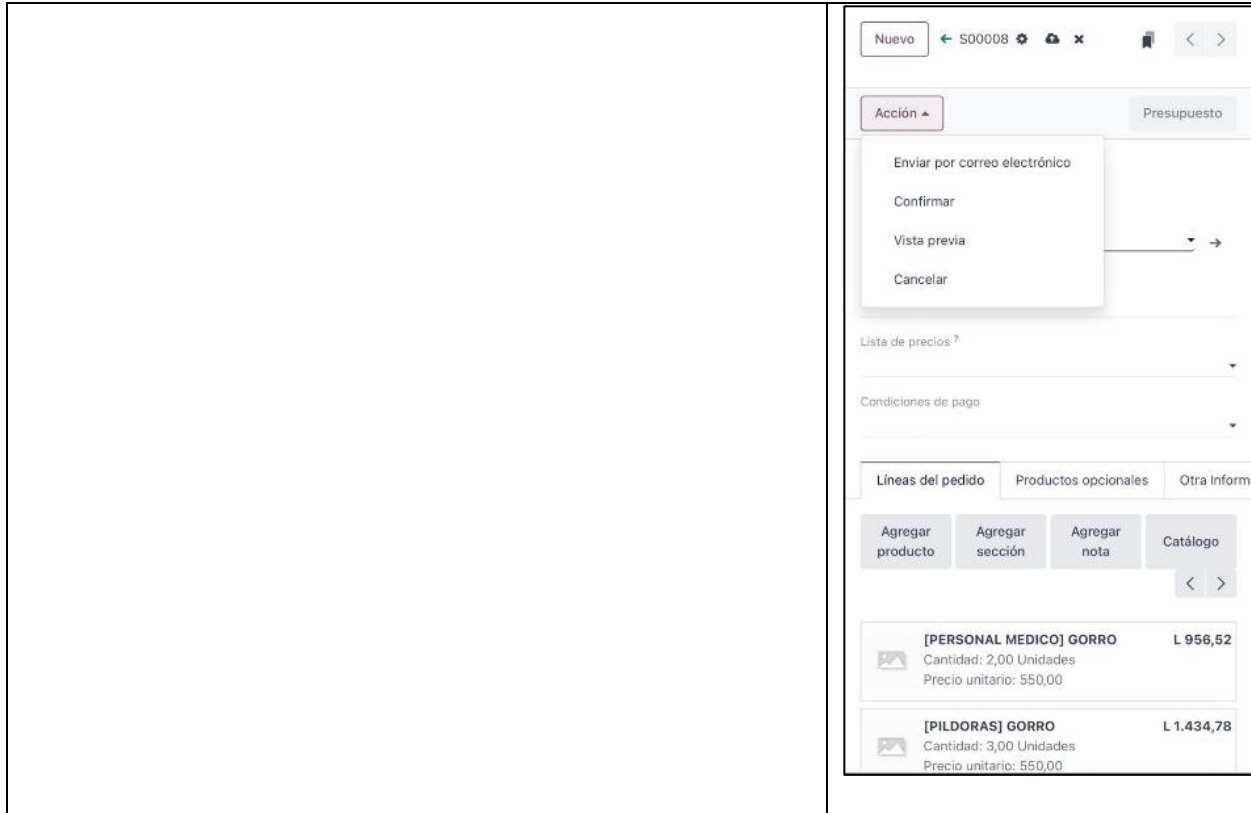 Nuevo S00008
Acción Presupuesto
Enviar por correo electrónico
Confirmar
Vista previa
Cancelar
Lista de precios ?
Condiciones de pago
Líneas del pedido Productos opcionales Otra Inform
Agregar producto Agregar sección Agregar nota Catálogo
[PERSONAL MEDICO] GORRO L 956,52
Cantidad: 2,00 Unidades
Precio unitario: 550,00
[PILDORAS] GORRO L 1.434,78
Cantidad: 3,00 Unidades
Precio unitario: 550,00